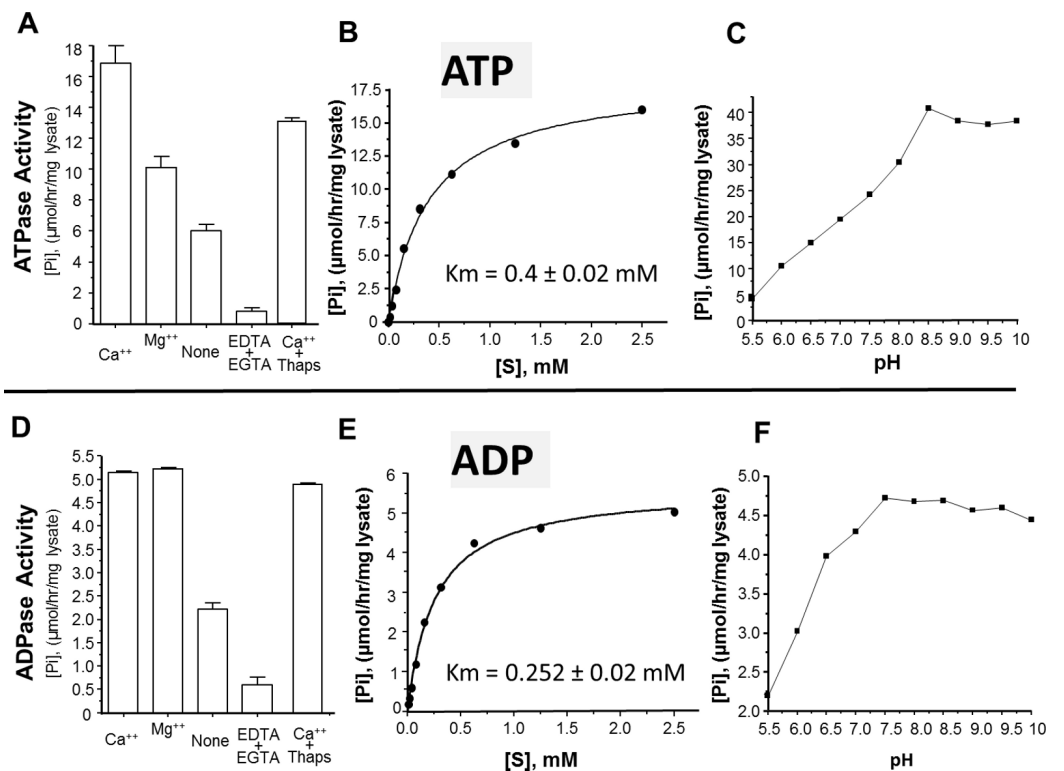 A
ATPase Activity
[Pi], (μmol/hr/mg lysate)
18
16
14
12
10
8
6
4
2
0
Ca++
Mg++
None
EDTA
+
EGTA
Ca++
+
Thaps
B
ATP
[Pi], (μmol/hr/mg lysate)
17.5
15.0
12.5
10.0
7.5
5.0
2.5
0
Km = 0.4 ± 0.02 mM
0.0 0.5 1.0 1.5 2.0 2.5
[S], mM
C
[Pi], (μmol/hr/mg lysate)
40
35
30
25
20
15
10
5
0
5.5 6.0 6.5 7.0 7.5 8.0 8.5 9.0 9.5 10
pH
D
ADPase Activity
[Pi], (μmol/hr/mg lysate)
5.0
5.5
4.0
3.5
3.0
2.5
2.0
1.5
1.0
0.5
0
Ca++
Mg++
None
EDTA
+
EGTA
Ca++
+
Thaps
E
ADP
[Pi], (μmol/hr/mg lysate)
6
5
4
3
2
1
0
Km = 0.252 ± 0.02 mM
0.0 0.5 1.0 1.5 2.0 2.5
[S], mM
F
[Pi], (μmol/hr/mg lysate)
5.0
4.5
4.0
3.5
3.0
2.5
2.0
5.5 6.0 6.5 7.0 7.5 8.0 8.5 9.0 9.5 10
pH